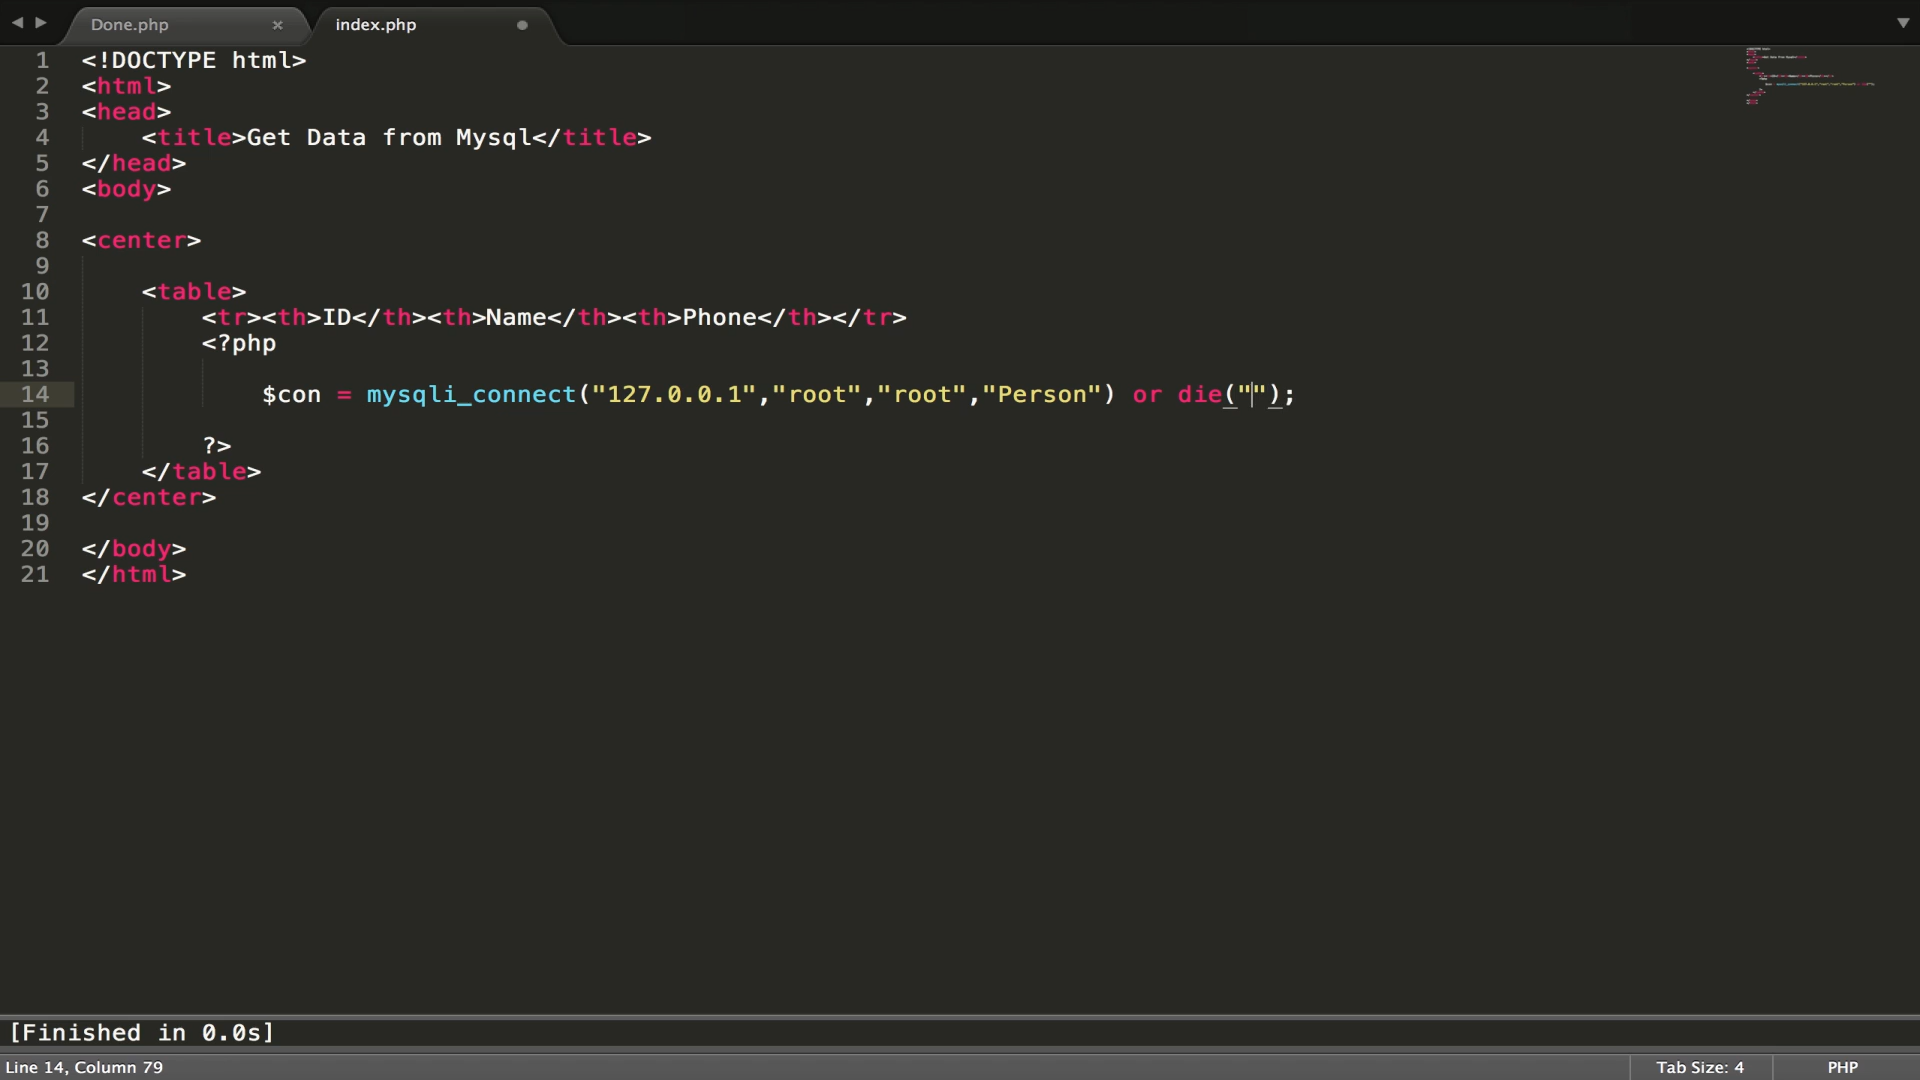 Done.php × index.php
1 <!DOCTYPE html>
2 <html>
3 <head>
4 <title>Get Data from Mysql</title>
5 </head>
6 <body>
7
8 <center>
9
10 <table>
11 <tr><th>ID</th><th>Name</th><th>Phone</th></tr>
12 <?php
13
14 $con = mysqli_connect("127.0.0.1","root","root","Person") or die("");
15
16 ?>
17 </table>
18 </center>
19
20 </body>
21 </html>
[Finished in 0.0s]
Line 14, Column 79 Tab Size: 4 PHP